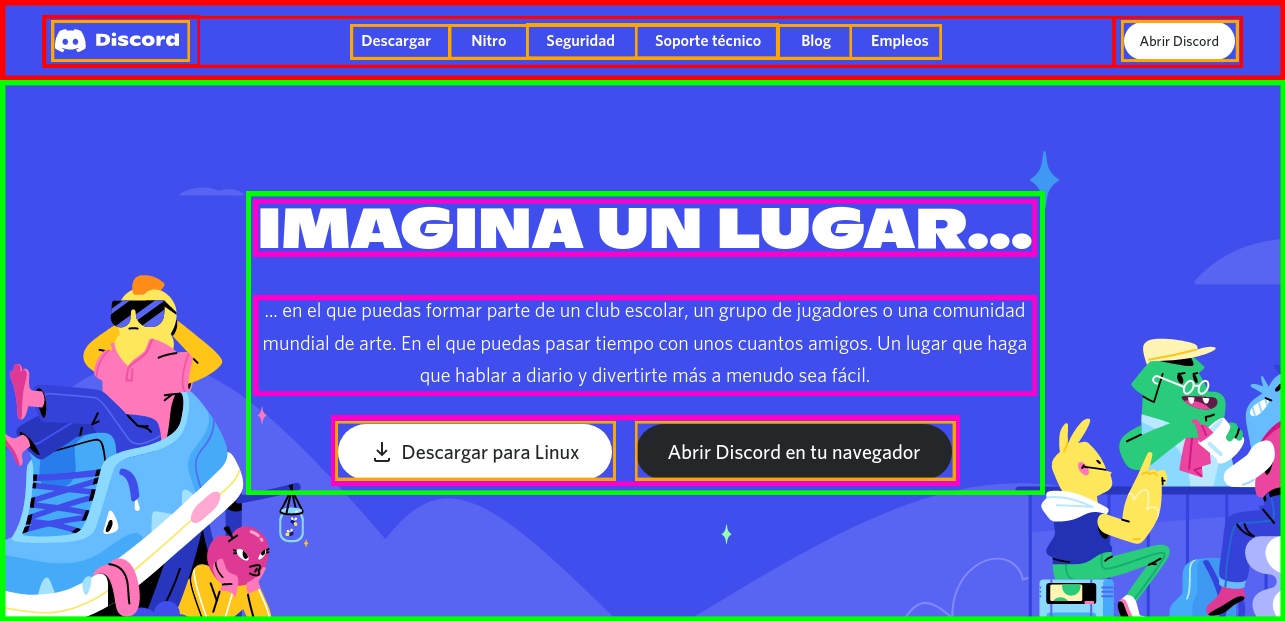 Discord
Descargar Nitro Seguridad Soporte técnico Blog Empleos
Abrir Discord
IMAGINA UN LUGAR...
... en el que puedas formar parte de un club escolar, un grupo de jugadores o una comunidad
mundial de arte. En el que puedas pasar tiempo con unos cuantos amigos. Un lugar que haga
que hablar a diario y divertirte más a menudo sea fácil.
Descargar para Linux
Abrir Discord en tu navegador